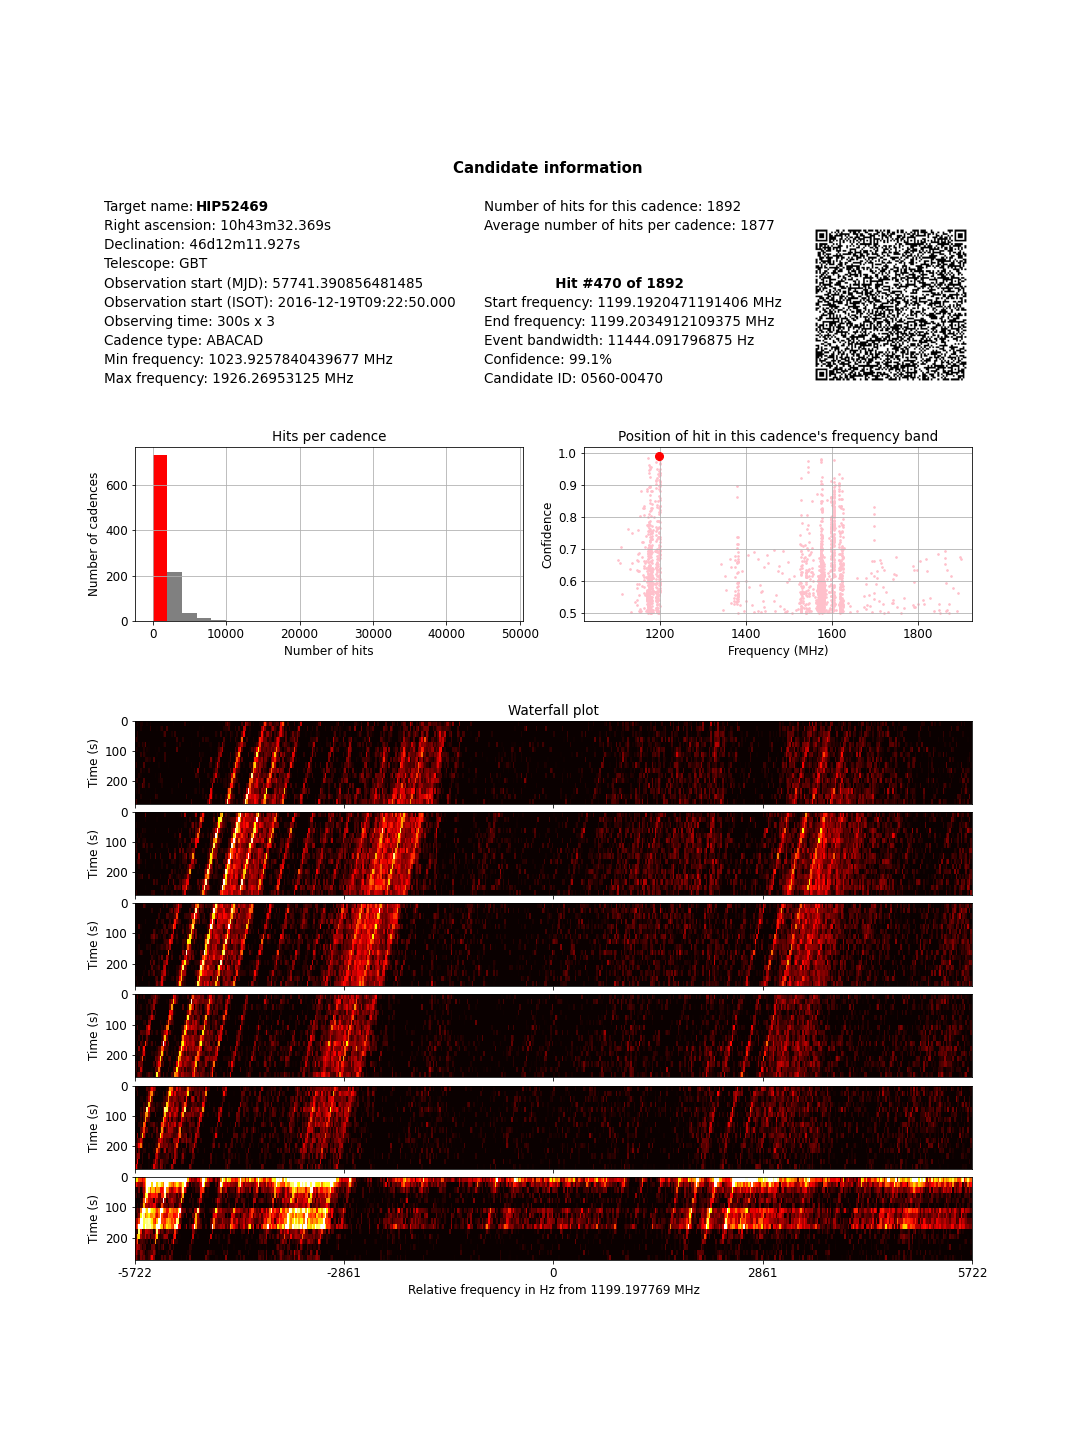 Candidate information
Target name: HIP52469
Right ascension: 10h43m32.369s
Declination: 46d12m11.927s
Telescope: GBT
Observation start (MJD): 57741.390856481485
Observation start (ISOT): 2016-12-19T09:22:50.000
Observing time: 300s x 3
Cadence type: ABACAD
Min frequency: 1023.9257840439677 MHz
Max frequency: 1926.26953125 MHz
Number of hits for this cadence: 1892
Average number of hits per cadence: 1877
Hit #470 of 1892
Start frequency: 1199.1920471191406 MHz
End frequency: 1199.2034912109375 MHz
Event bandwidth: 11444.091796875 Hz
Confidence: 99.1%
Candidate ID: 0560-00470
Hits per cadence
Number of cadences
600
400
200
0
0 10000 20000 30000 40000 50000
Number of hits
Position of hit in this cadence's frequency band
Confidence
1.0
0.9
0.8
0.7
0.6
0.5
1200 1400 1600 1800
Frequency (MHz)
Waterfall plot
Time (s)
0
100
200
Time (s)
0
100
200
Time (s)
0
100
200
Time (s)
0
100
200
Time (s)
0
100
200
Time (s)
0
100
200
-5722 -2861 0 2861 5722
Relative frequency in Hz from 1199.197769 MHz